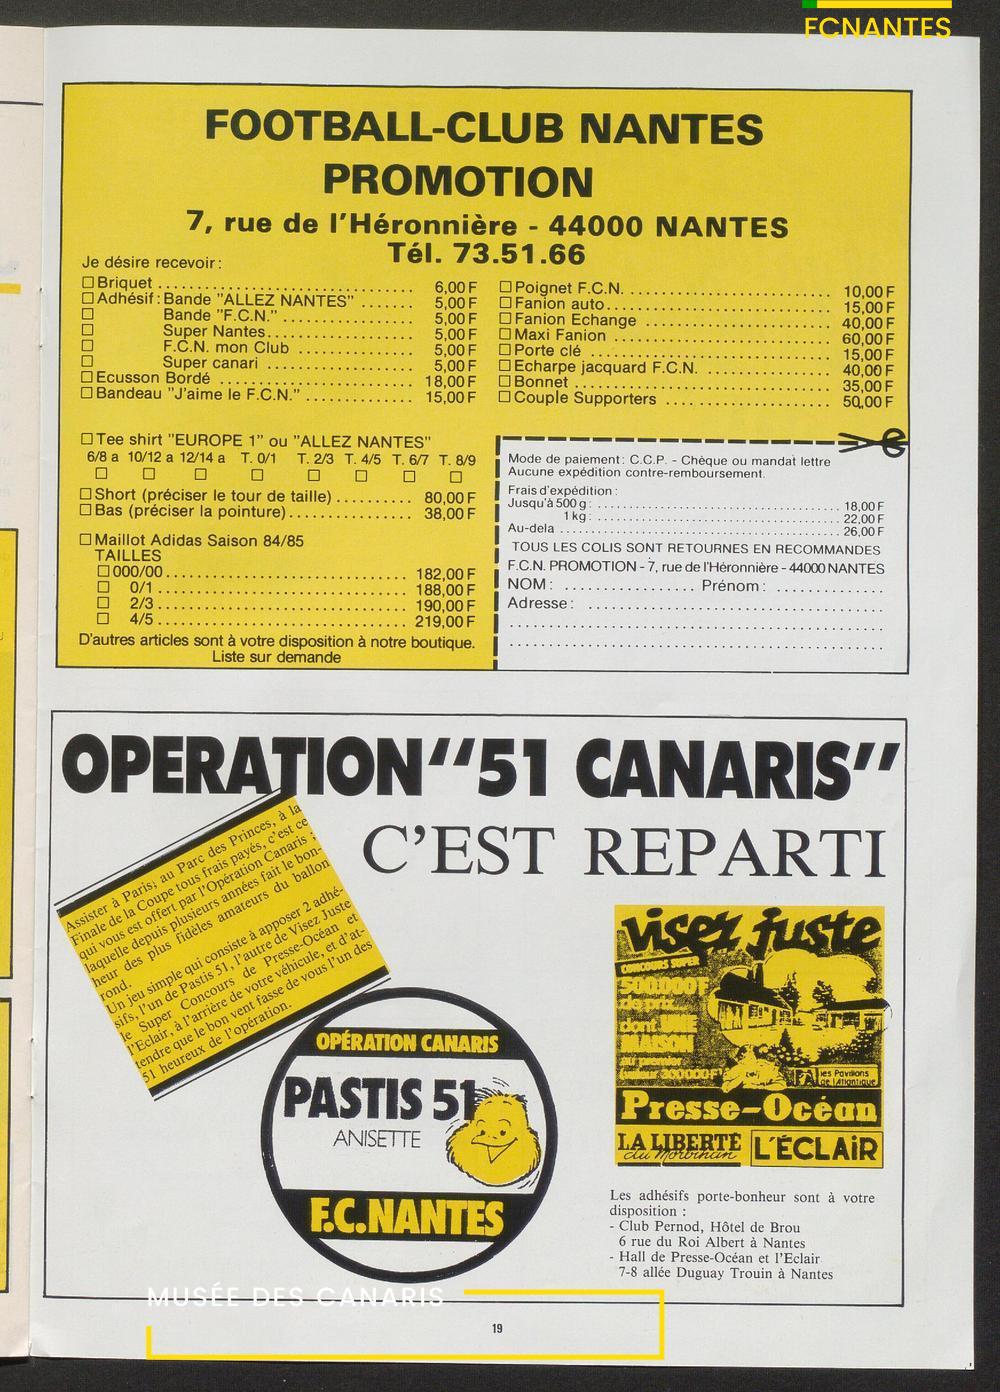 FCNANTES
FOOTBALL-CLUB NANTES
PROMOTION
7, rue de l'Héronnière - 44000 NANTES
Tél. 73.51.66
Je désire recevoir :
☐ Briquet ........................................ 6,00 F
☐ Adhésif : Bande "ALLEZ NANTES" ....... 5,00 F
☐ Bande "F.C.N." ................... 5,00 F
☐ Super Nantes ..................... 5,00 F
☐ F.C.N. mon Club ................ 5,00 F
☐ Super canari ..................... 5,00 F
☐ Ecusson Bordé .............................. 18,00 F
☐ Bandeau "J'aime le F.C.N." ................ 15,00 F
☐ Poignet F.C.N. ................................ 10,00 F
☐ Fanion auto .................................... 15,00 F
☐ Fanion Echange .............................. 40,00 F
☐ Maxi Fanion ................................... 60,00 F
☐ Porte clé ....................................... 15,00 F
☐ Echarpe jacquard F.C.N. .................... 40,00 F
☐ Bonnet .......................................... 35,00 F
☐ Couple Supporters .......................... 50,00 F
☐ Tee shirt "EUROPE 1" ou "ALLEZ NANTES"
6/8 a 10/12 a 12/14 a T. 0/1 T. 2/3 T. 4/5 T. 6/7 T. 8/9
☐ ☐ ☐ ☐ ☐ ☐ ☐ ☐
☐ Short (préciser le tour de taille) .......... 80,00 F
☐ Bas (préciser la pointure) .................. 38,00 F
☐ Maillot Adidas Saison 84/85
TAILLES
☐ 000/00 ...................................... 182,00 F
☐ 0/1 ......................................... 188,00 F
☐ 2/3 ......................................... 190,00 F
☐ 4/5 ......................................... 219,00 F
D'autres articles sont à votre disposition à notre boutique.
Liste sur demande
Mode de paiement : C.C.P. - Chèque ou mandat lettre
Aucune expédition contre-remboursement.
Frais d'expédition :
Jusqu'à 500 g : ........................................ 18,00 F
1 kg : ........................................ 22,00 F
Au-dela ................................................ 26,00 F
TOUS LES COLIS SONT RETOURNES EN RECOMMANDES
F.C.N. PROMOTION - 7, rue de l'Héronnière - 44000 NANTES
NOM : ........................ Prénom : ....................
Adresse : ...................................................
OPERATION "51 CANARIS"
C'EST REPARTI
Assister à Paris, au Parc des Princes, à la
Finale de la Coupe tous frais payés, c'est ce
qui vous est offert par l'Opération Canaris ;
laquelle depuis plusieurs années fait le bon-
heur des plus fidèles amateurs du ballon
rond.
Un jeu simple qui consiste à apposer 2 adhé-
sifs, l'un de Pastis 51, l'autre de Visez Juste
le Super Concours de Presse-Océan et
l'Eclair, à l'arrière de votre véhicule, et d'at-
tendre que le bon vent fasse de vous l'un des
51 heureux de l'opération.
OPÉRATION CANARIS
PASTIS 51
ANISETTE
F.C. NANTES
visez juste
CONCOURS SUPER
500.000 F
de prix
dont UNE
MAISON
au premier
valeur 300000 F
les Pavillons
de l'Atlantique
Presse-Océan
LA LIBERTÉ
du Morbihan
L'ÉCLAIR
Les adhésifs porte-bonheur sont à votre
disposition :
- Club Pernod, Hôtel de Brou
6 rue du Roi Albert à Nantes
- Hall de Presse-Océan et l'Eclair
7-8 allée Duguay Trouin à Nantes
MUSÉE DES CANARIS
19